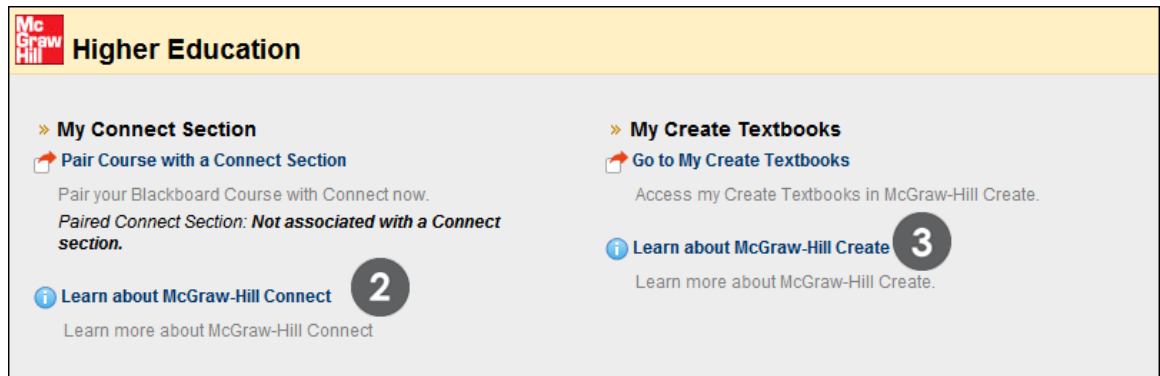 Mc
Graw
Hill
Higher Education
» My Connect Section
Pair Course with a Connect Section
Pair your Blackboard Course with Connect now.
Paired Connect Section: Not associated with a Connect
section.
Learn about McGraw-Hill Connect
2
Learn more about McGraw-Hill Connect
» My Create Textbooks
Go to My Create Textbooks
Access my Create Textbooks in McGraw-Hill Create.
Learn about McGraw-Hill Create
3
Learn more about McGraw-Hill Create.